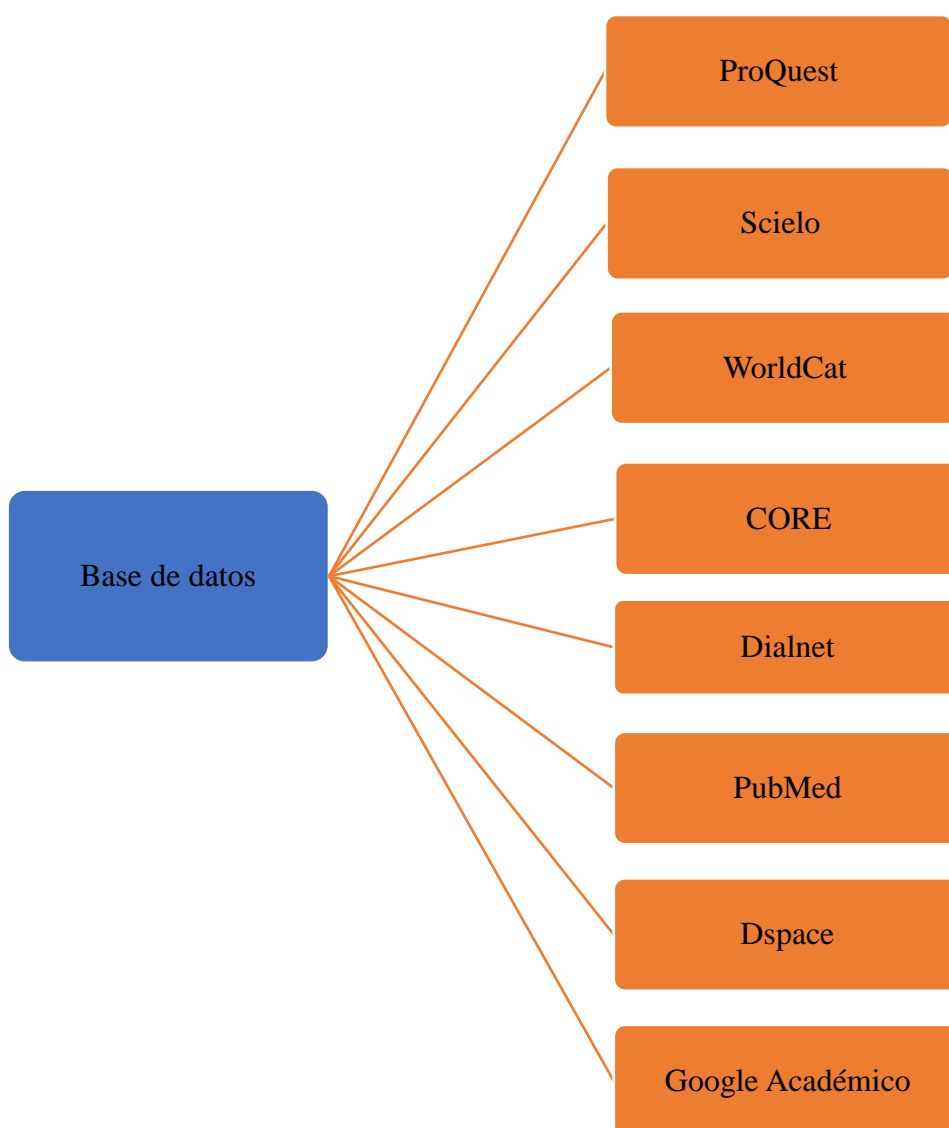 ProQuest
Scielo
WorldCat
CORE
Base de datos
Dialnet
PubMed
Dspace
Google Académico